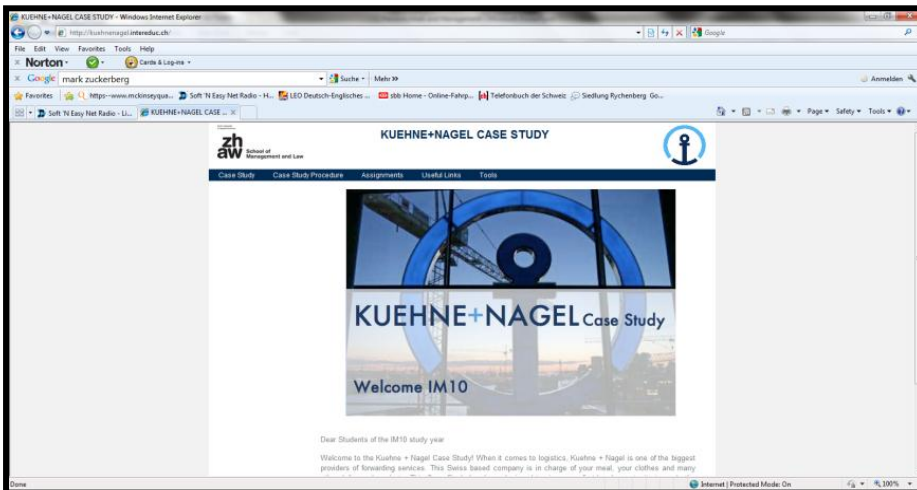 KUEHNE+NAGEL CASE STUDY - Windows Internet Explorer
http://kuehnenagel.intereduc.ch/
Google
File Edit View Favorites Tools Help
Norton
Cards & Log-ins
Google mark zuckerberg
Suche Mehr
Anmelden
Favorites
https--www.mckinseyqua...
Soft 'N Easy Net Radio - H...
LEO Deutsch-Englisches ...
sbb Home - Online-Fahrp...
Telefonbuch der Schweiz
Siedlung Rychenberg Go...
Soft 'N Easy Net Radio - Li...
KUEHNE+NAGEL CASE ...
Page Safety Tools
zh
aw
School of
Management and Law
KUEHNE+NAGEL CASE STUDY
Case Study Case Study Procedure Assignments Useful Links Tools
KUEHNE+NAGEL Case Study
Welcome IM10
Dear Students of the IM10 study year
Welcome to the Kuehne + Nagel Case Study! When it comes to logistics, Kuehne + Nagel is one of the biggest
providers of forwarding services. This Swiss based company is in charge of your meal, your clothes and many
Done
Internet | Protected Mode: On
100%